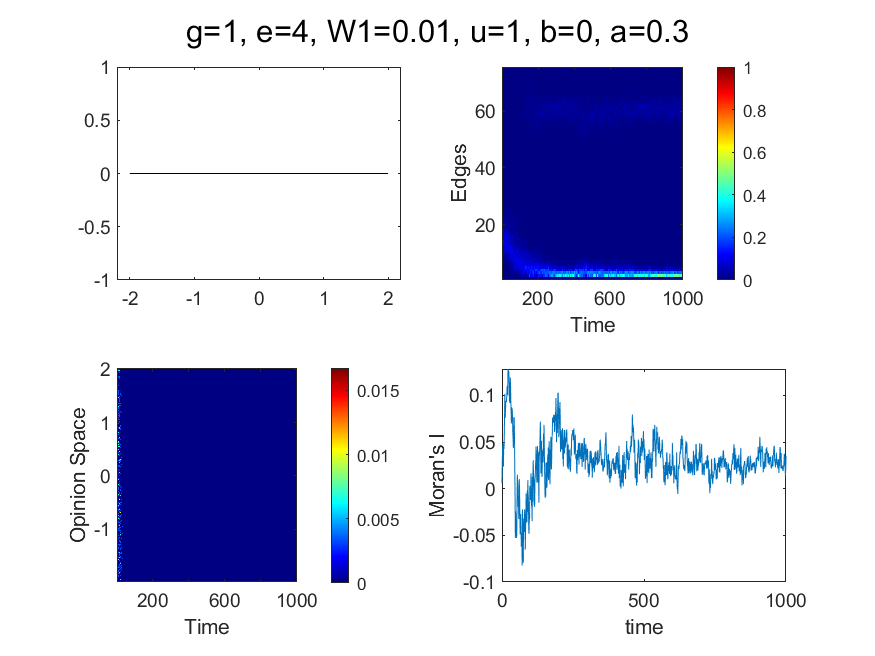 g=1, e=4, W1=0.01, u=1, b=0, a=0.3
1
0.5
0
-0.5
-1
-2 -1 0 1 2
Edges
60
40
20
200 600 1000
Time
1
0.8
0.6
0.4
0.2
0
Opinion Space
2
1
0
-1
200 600 1000
Time
0.015
0.01
0.005
0
Moran's I
0.1
0.05
0
-0.05
-0.1
0 500 1000
time